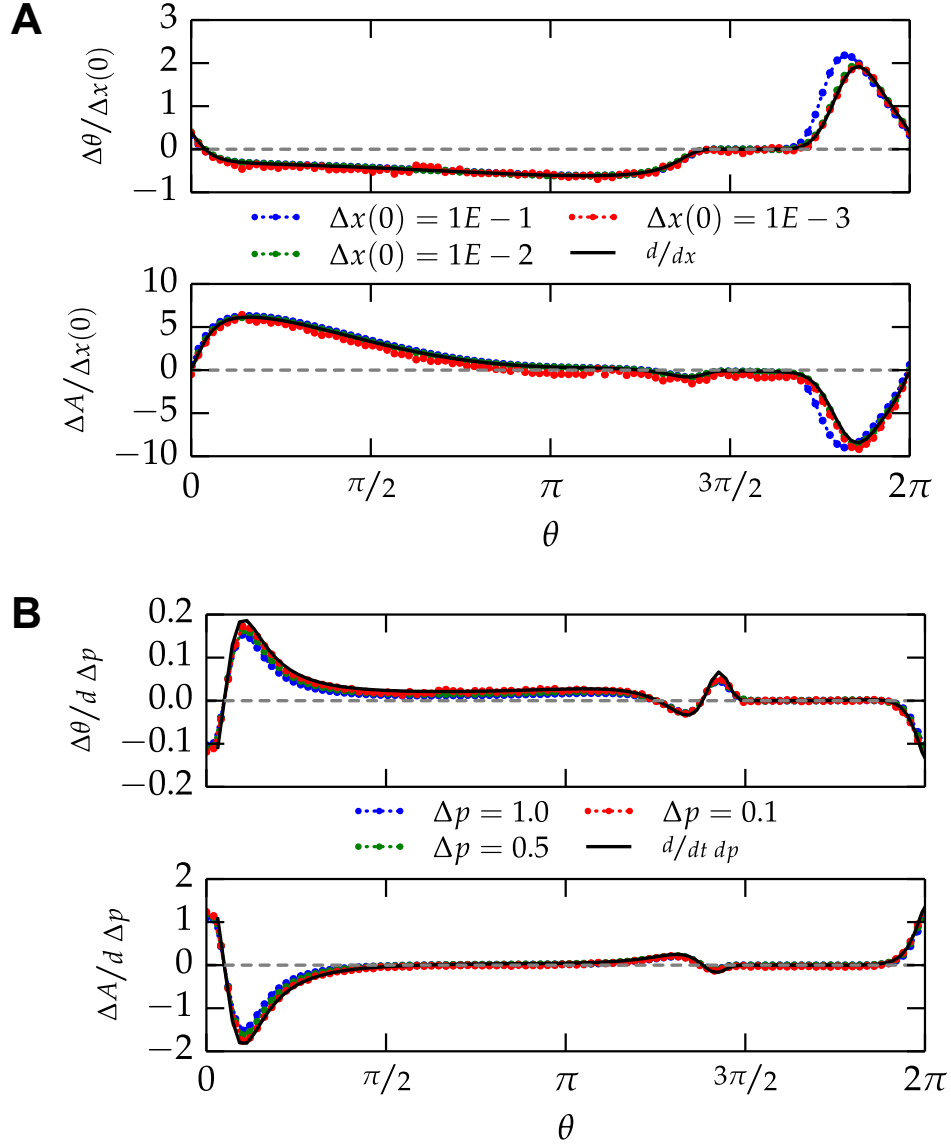 A
Δθ/Δx(0)
3
2
1
0
−1
Δx(0) = 1E − 1
Δx(0) = 1E − 3
Δx(0) = 1E − 2
d/dx
ΔA/Δx(0)
10
5
0
−5
−10
0 π/2 π 3π/2 2π
θ
B
Δθ/d Δp
0.2
0.1
0.0
−0.1
−0.2
Δp = 1.0
Δp = 0.1
Δp = 0.5
d/dt dp
ΔA/d Δp
2
1
0
−1
−2
0 π/2 π 3π/2 2π
θ